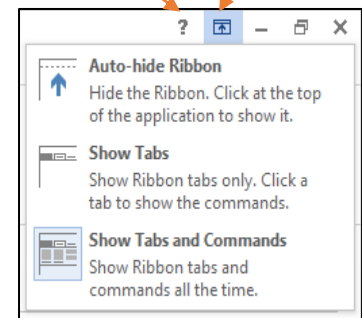 ?
Auto-hide Ribbon
Hide the Ribbon. Click at the top
of the application to show it.
Show Tabs
Show Ribbon tabs only. Click a
tab to show the commands.
Show Tabs and Commands
Show Ribbon tabs and
commands all the time.